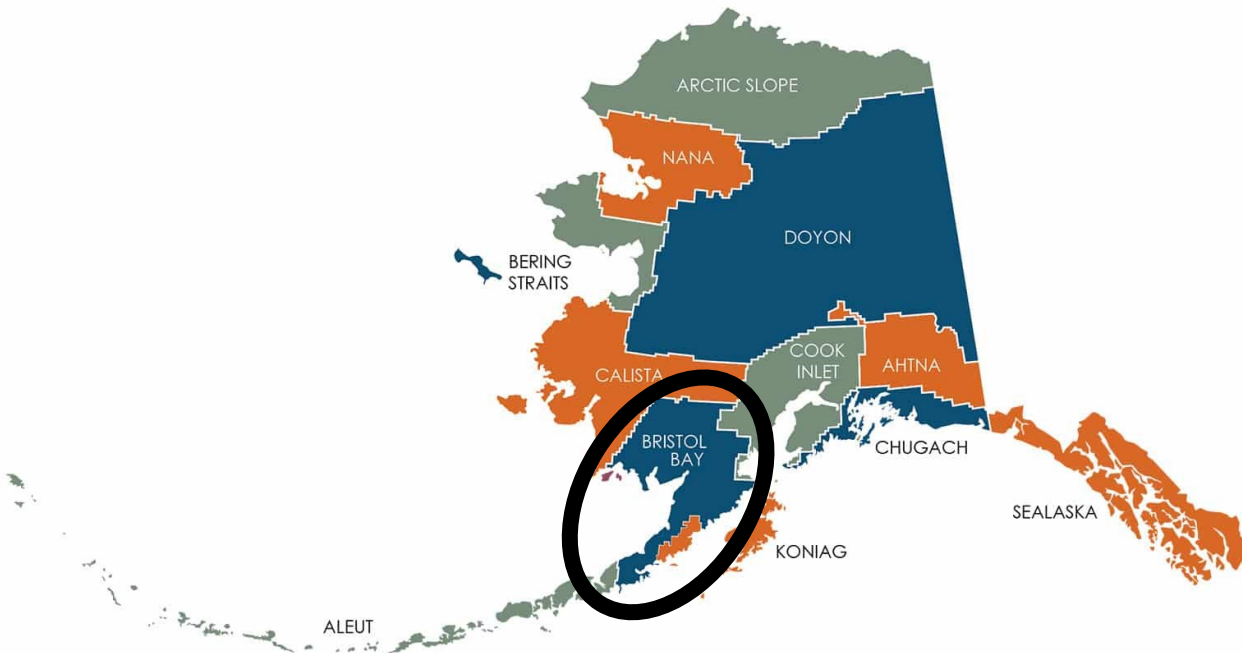 ARCTIC SLOPE
NANA
DOYON
BERING
STRAITS
COOK
INLET
AHTNA
CALISTA
BRISTOL
BAY
CHUGACH
SEALASKA
KONIAG
ALEUT